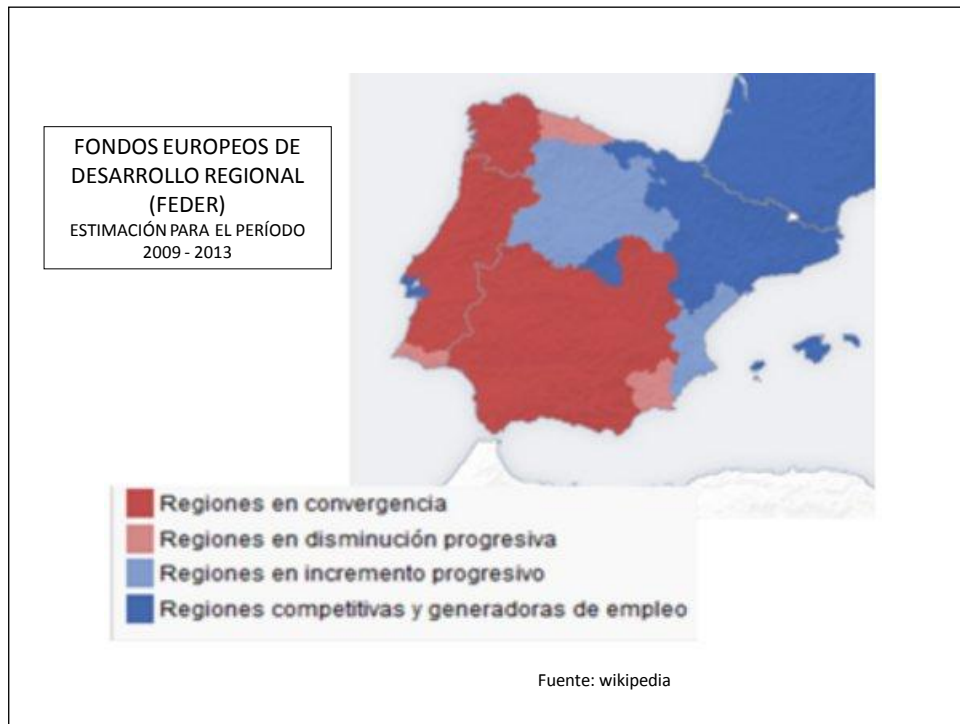 FONDOS EUROPEOS DE
DESARROLLO REGIONAL
(FEDER)
ESTIMACIÓN PARA EL PERÍODO
2009 - 2013
Regiones en convergencia
Regiones en disminución progresiva
Regiones en incremento progresivo
Regiones competitivas y generadoras de empleo
Fuente: wikipedia